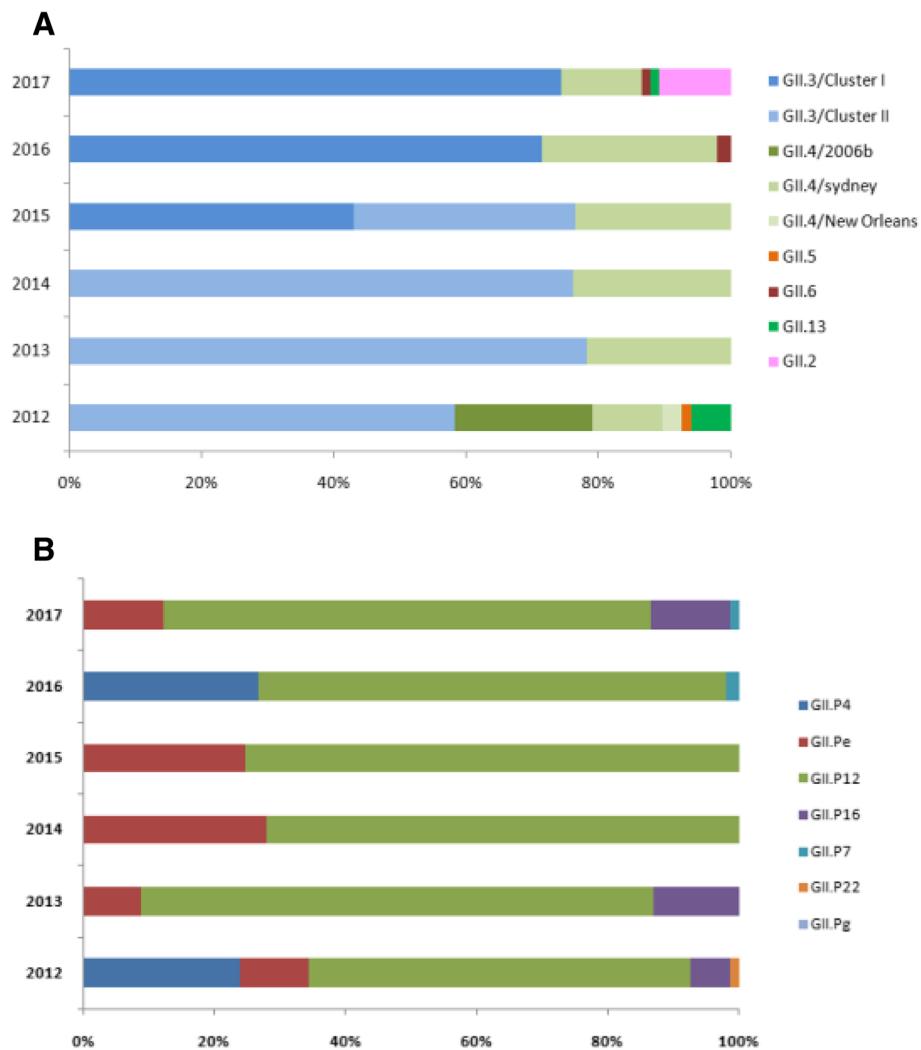 A
2017
2016
2015
2014
2013
2012
0% 20% 40% 60% 80% 100%
GII.3/Cluster I
GII.3/Cluster II
GII.4/2006b
GII.4/sydney
GII.4/New Orleans
GII.5
GII.6
GII.13
GII.2
B
2017
2016
2015
2014
2013
2012
0% 20% 40% 60% 80% 100%
GII.P4
GII.Pe
GII.P12
GII.P16
GII.P7
GII.P22
GII.Pg